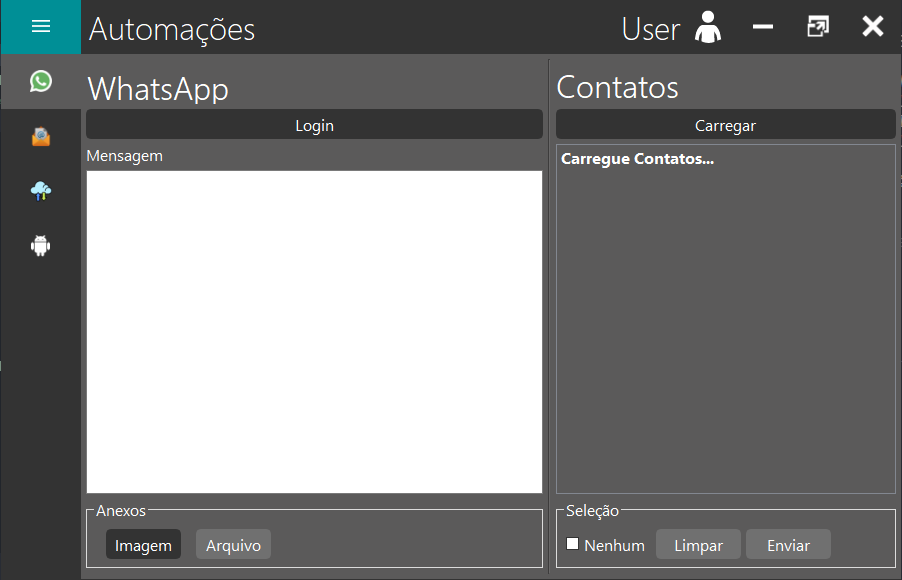 Automações
User
WhatsApp
Login
Mensagem
Anexos
Imagem Arquivo
Contatos
Carregar
Carregue Contatos...
Seleção
Nenhum Limpar Enviar